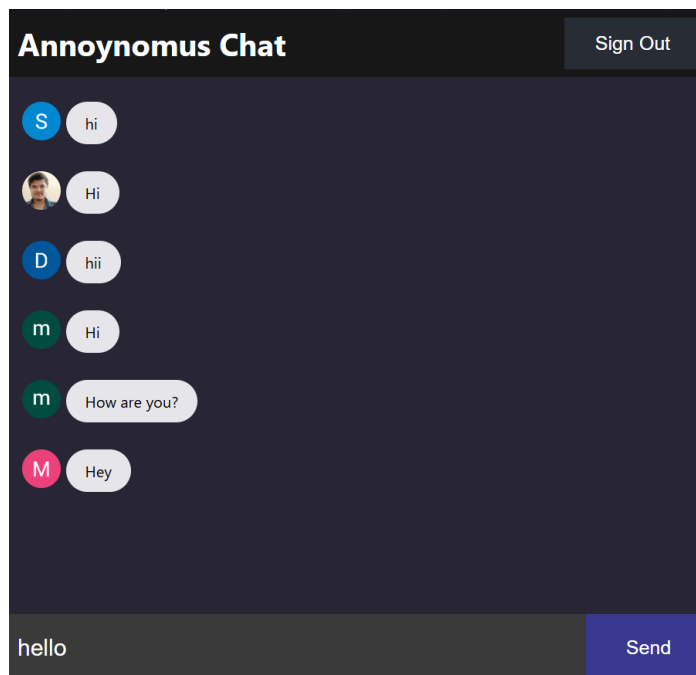 Annoynomus Chat
Sign Out
S hi
Hi
D hii
m Hi
m How are you?
M Hey
hello
Send